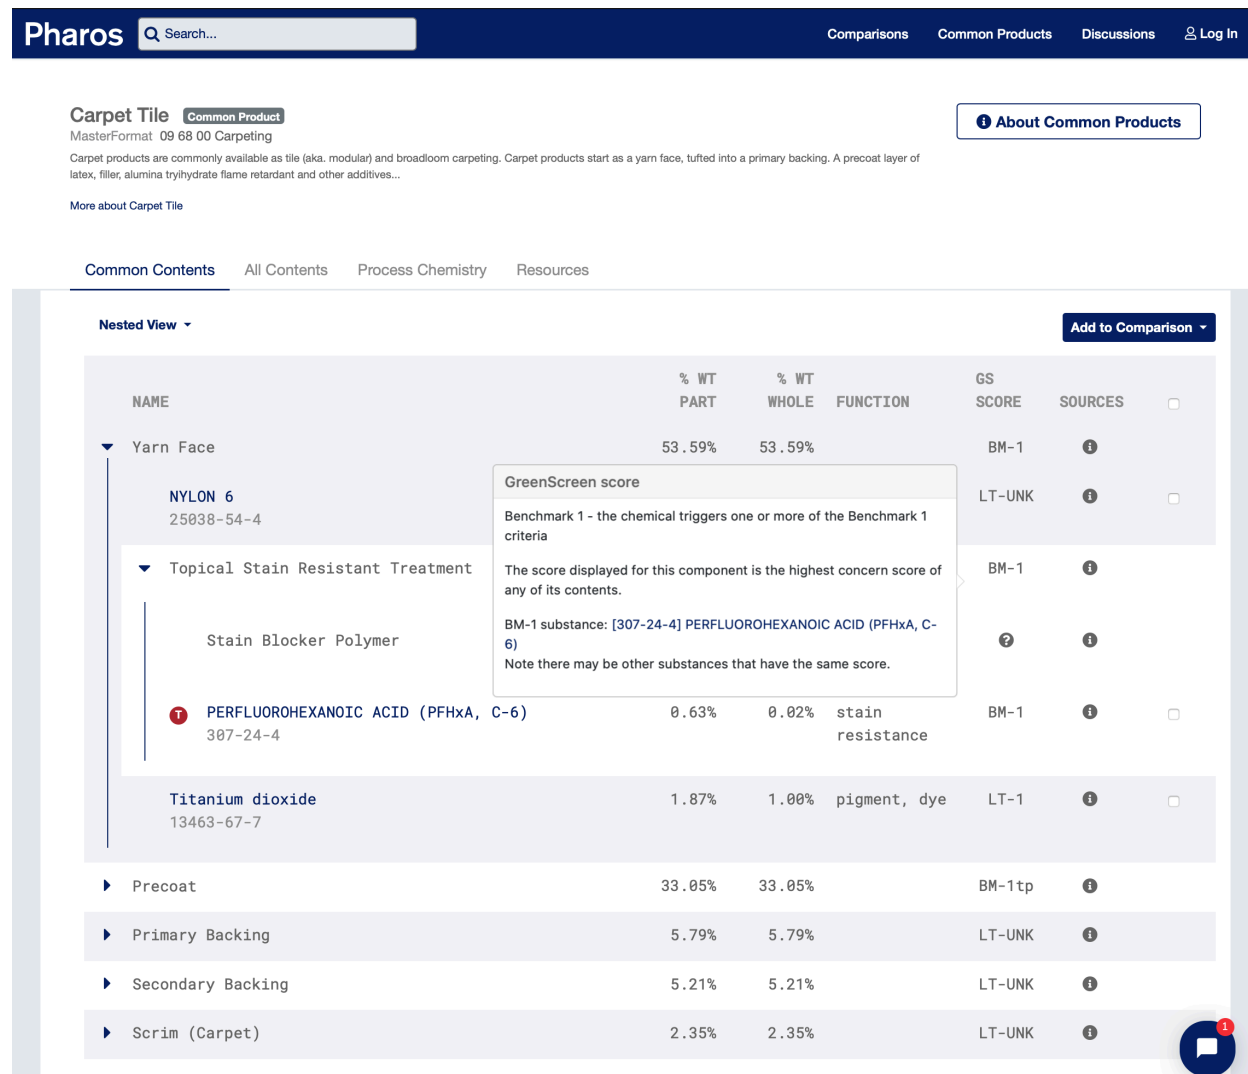 Pharos
Search...
Comparisons
Common Products
Discussions
Log In
Carpet Tile Common Product
MasterFormat 09 68 00 Carpeting
About Common Products
Carpet products are commonly available as tile (aka. modular) and broadloom carpeting. Carpet products start as a yarn face, tufted into a primary backing. A precoat layer of
latex, filler, alumina tryihydrate flame retardant and other additives...
More about Carpet Tile
Common Contents
All Contents
Process Chemistry
Resources
Nested View
Add to Comparison
NAME
% WT
PART
% WT
WHOLE
FUNCTION
GS
SCORE
SOURCES
Yarn Face 53.59% 53.59% BM-1
NYLON 6 LT-UNK
25038-54-4
GreenScreen score
Benchmark 1 - the chemical triggers one or more of the Benchmark 1
criteria
The score displayed for this component is the highest concern score of
any of its contents.
BM-1 substance: [307-24-4] PERFLUOROHEXANOIC ACID (PFHxA, C-
6)
Note there may be other substances that have the same score.
Topical Stain Resistant Treatment BM-1
Stain Blocker Polymer ?
T PERFLUOROHEXANOIC ACID (PFHxA, C-6) 0.63% 0.02% stain BM-1
307-24-4 resistance
Titanium dioxide 1.87% 1.00% pigment, dye LT-1
13463-67-7
Precoat 33.05% 33.05% BM-1tp
Primary Backing 5.79% 5.79% LT-UNK
Secondary Backing 5.21% 5.21% LT-UNK
Scrim (Carpet) 2.35% 2.35% LT-UNK
1